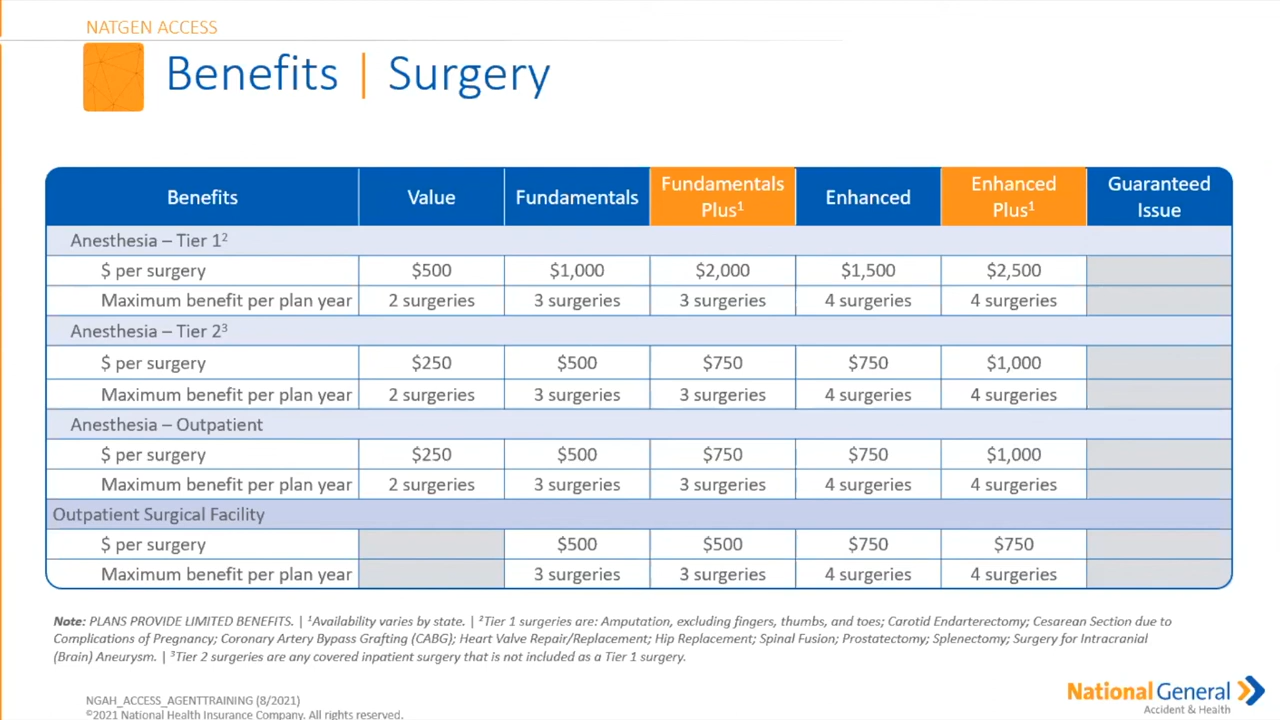 NATGEN ACCESS
Benefits | Surgery
Benefits Value Fundamentals Fundamentals Plus¹ Enhanced Enhanced Plus¹ Guaranteed Issue
Anesthesia – Tier 1²
$ per surgery $500 $1,000 $2,000 $1,500 $2,500
Maximum benefit per plan year 2 surgeries 3 surgeries 3 surgeries 4 surgeries 4 surgeries
Anesthesia – Tier 2³
$ per surgery $250 $500 $750 $750 $1,000
Maximum benefit per plan year 2 surgeries 3 surgeries 3 surgeries 4 surgeries 4 surgeries
Anesthesia – Outpatient
$ per surgery $250 $500 $750 $750 $1,000
Maximum benefit per plan year 2 surgeries 3 surgeries 3 surgeries 4 surgeries 4 surgeries
Outpatient Surgical Facility
$ per surgery $500 $500 $750 $750
Maximum benefit per plan year 3 surgeries 3 surgeries 4 surgeries 4 surgeries
Note: PLANS PROVIDE LIMITED BENEFITS. | ¹Availability varies by state. | ²Tier 1 surgeries are: Amputation, excluding fingers, thumbs, and toes; Carotid Endarterectomy; Cesarean Section due to
Complications of Pregnancy; Coronary Artery Bypass Grafting (CABG); Heart Valve Repair/Replacement; Hip Replacement; Spinal Fusion; Prostatectomy; Splenectomy; Surgery for Intracranial
(Brain) Aneurysm. | ³Tier 2 surgeries are any covered inpatient surgery that is not included as a Tier 1 surgery.
NGAH_ACCESS_AGENTTRAINING (8/2021)
©2021 National Health Insurance Company. All rights reserved.
National General
Accident & Health